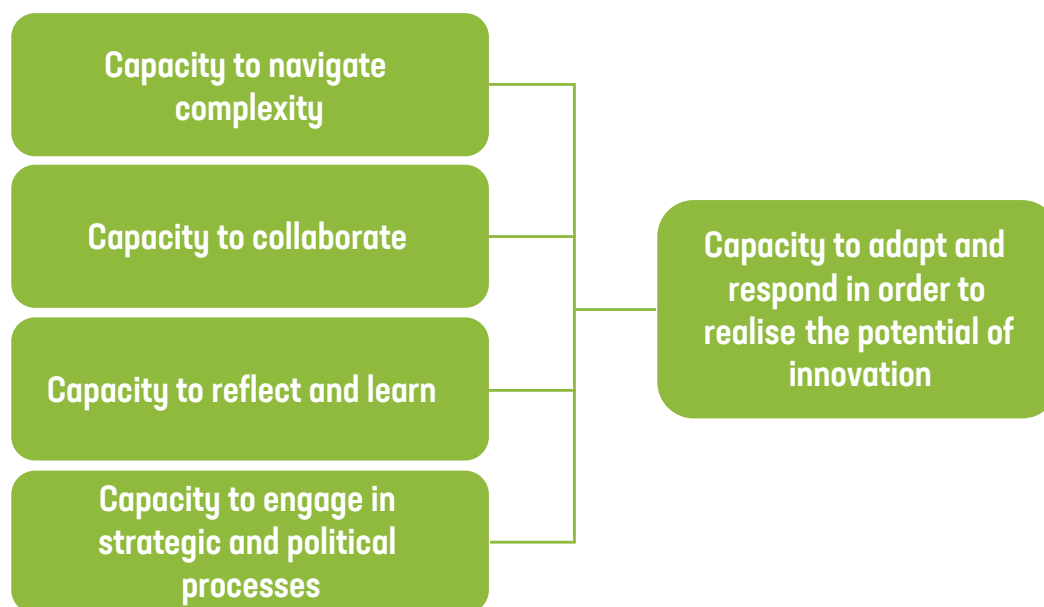 Capacity to navigate
complexity
Capacity to collaborate
Capacity to reflect and learn
Capacity to engage in
strategic and political
processes
Capacity to adapt and
respond in order to
realise the potential of
innovation